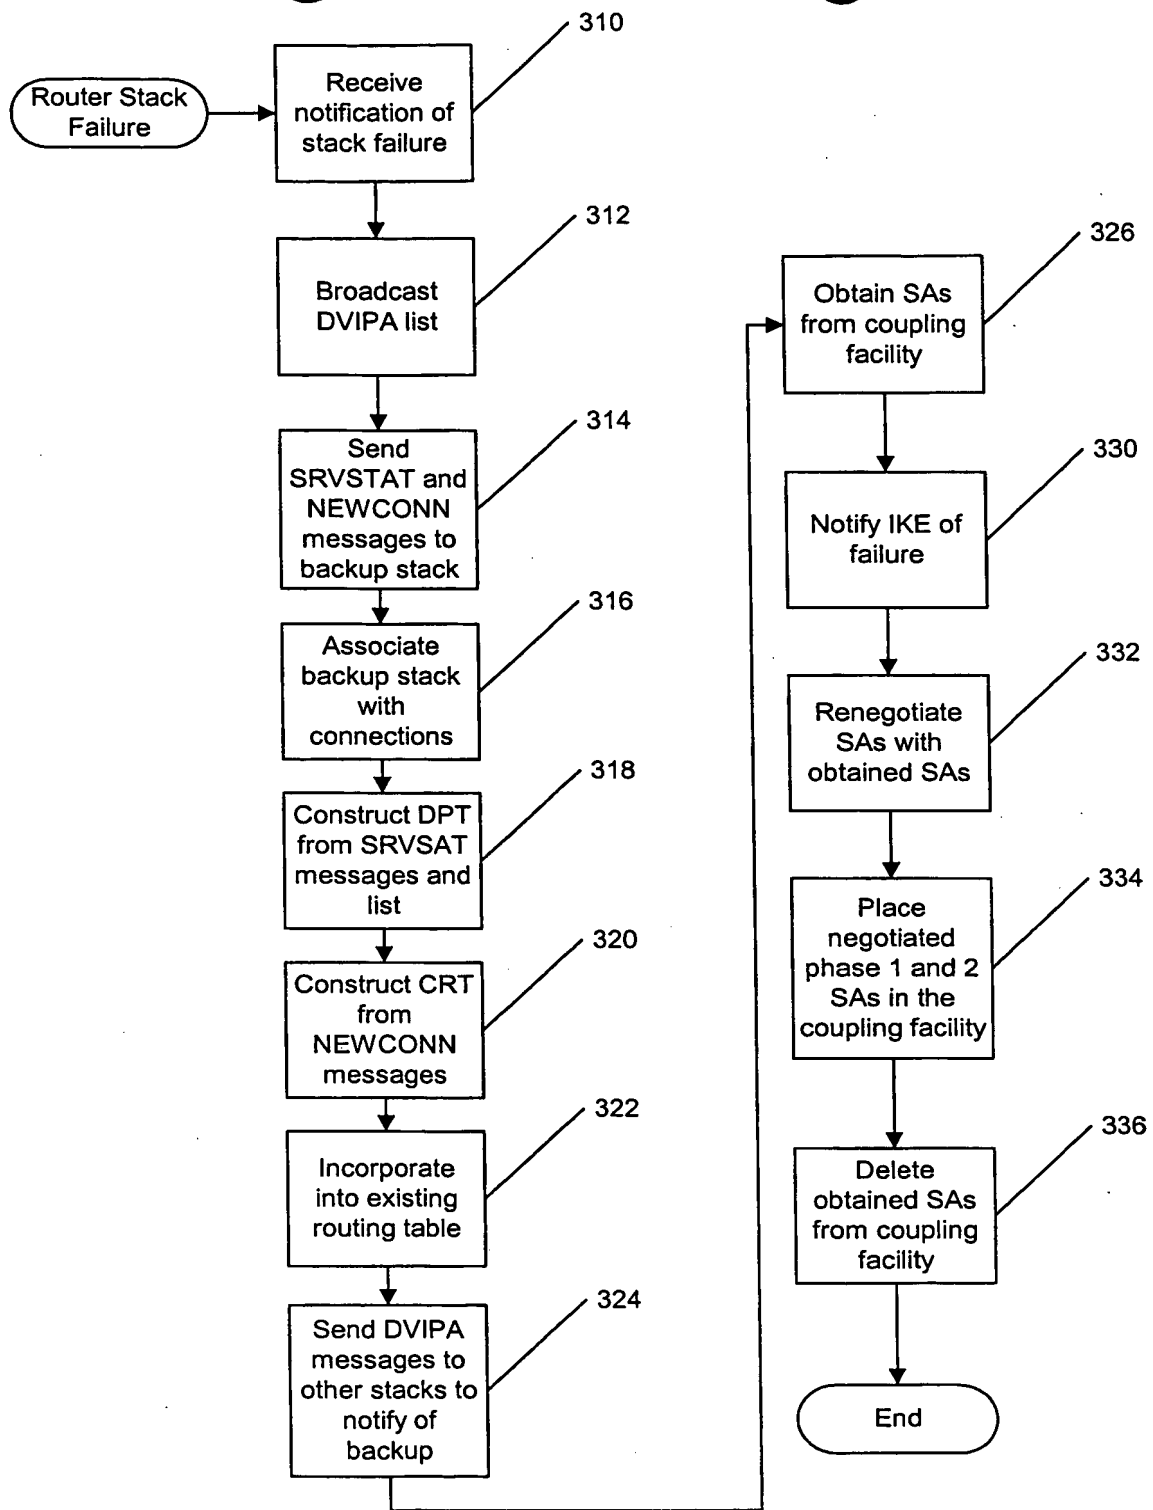 310
Router Stack
Failure
Receive
notification of
stack failure
312
Broadcast
DVIPA list
314
Send
SRVSTAT and
NEWCONN
messages to
backup stack
316
Associate
backup stack
with
connections
318
Construct DPT
from SRVSAT
messages and
list
320
Construct CRT
from
NEWCONN
messages
322
Incorporate
into existing
routing table
324
Send DVIPA
messages to
other stacks to
notify of
backup
326
Obtain SAs
from coupling
facility
330
Notify IKE of
failure
332
Renegotiate
SAs with
obtained SAs
334
Place
negotiated
phase 1 and 2
SAs in the
coupling facility
336
Delete
obtained SAs
from coupling
facility
End